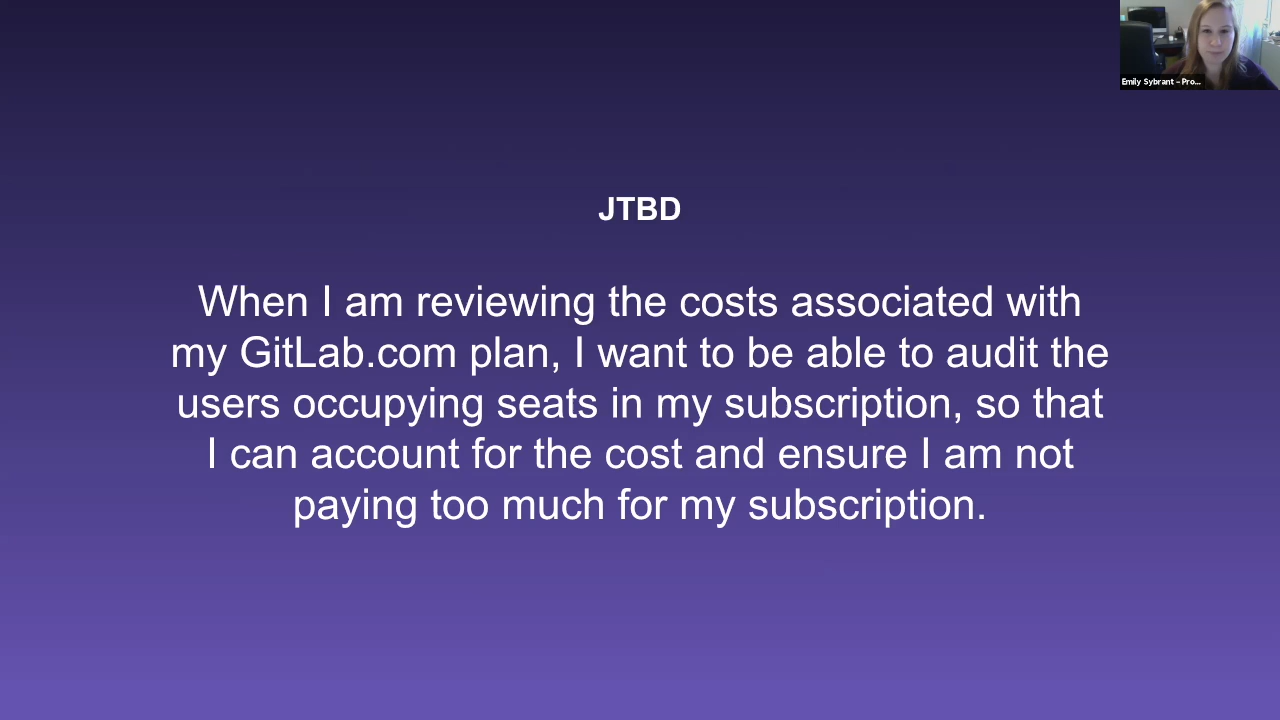 Emily Sybrant – Pro...
JTBD
When I am reviewing the costs associated with
my GitLab.com plan, I want to be able to audit the
users occupying seats in my subscription, so that
I can account for the cost and ensure I am not
paying too much for my subscription.